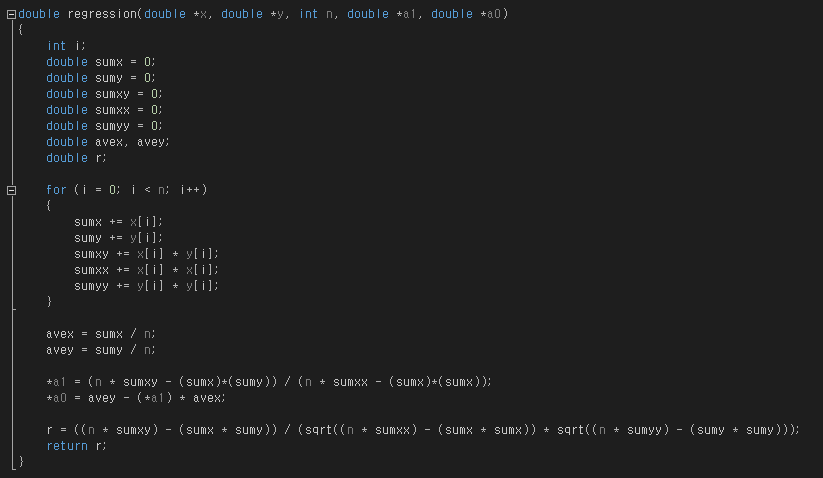 double regression(double *x, double *y, int n, double *a1, double *a0)
{
    int i;
    double sumx = 0;
    double sumy = 0;
    double sumxy = 0;
    double sumxx = 0;
    double sumyy = 0;
    double avex, avey;
    double r;

    for (i = 0; i < n; i++)
    {
        sumx += x[i];
        sumy += y[i];
        sumxy += x[i] * y[i];
        sumxx += x[i] * x[i];
        sumyy += y[i] * y[i];
    }

    avex = sumx / n;
    avey = sumy / n;

    *a1 = (n * sumxy - (sumx)*(sumy)) / (n * sumxx - (sumx)*(sumx));
    *a0 = avey - (*a1) * avex;

    r = ((n * sumxy) - (sumx * sumy)) / (sqrt((n * sumxx) - (sumx * sumx)) * sqrt((n * sumyy) - (sumy * sumy)));
    return r;
}